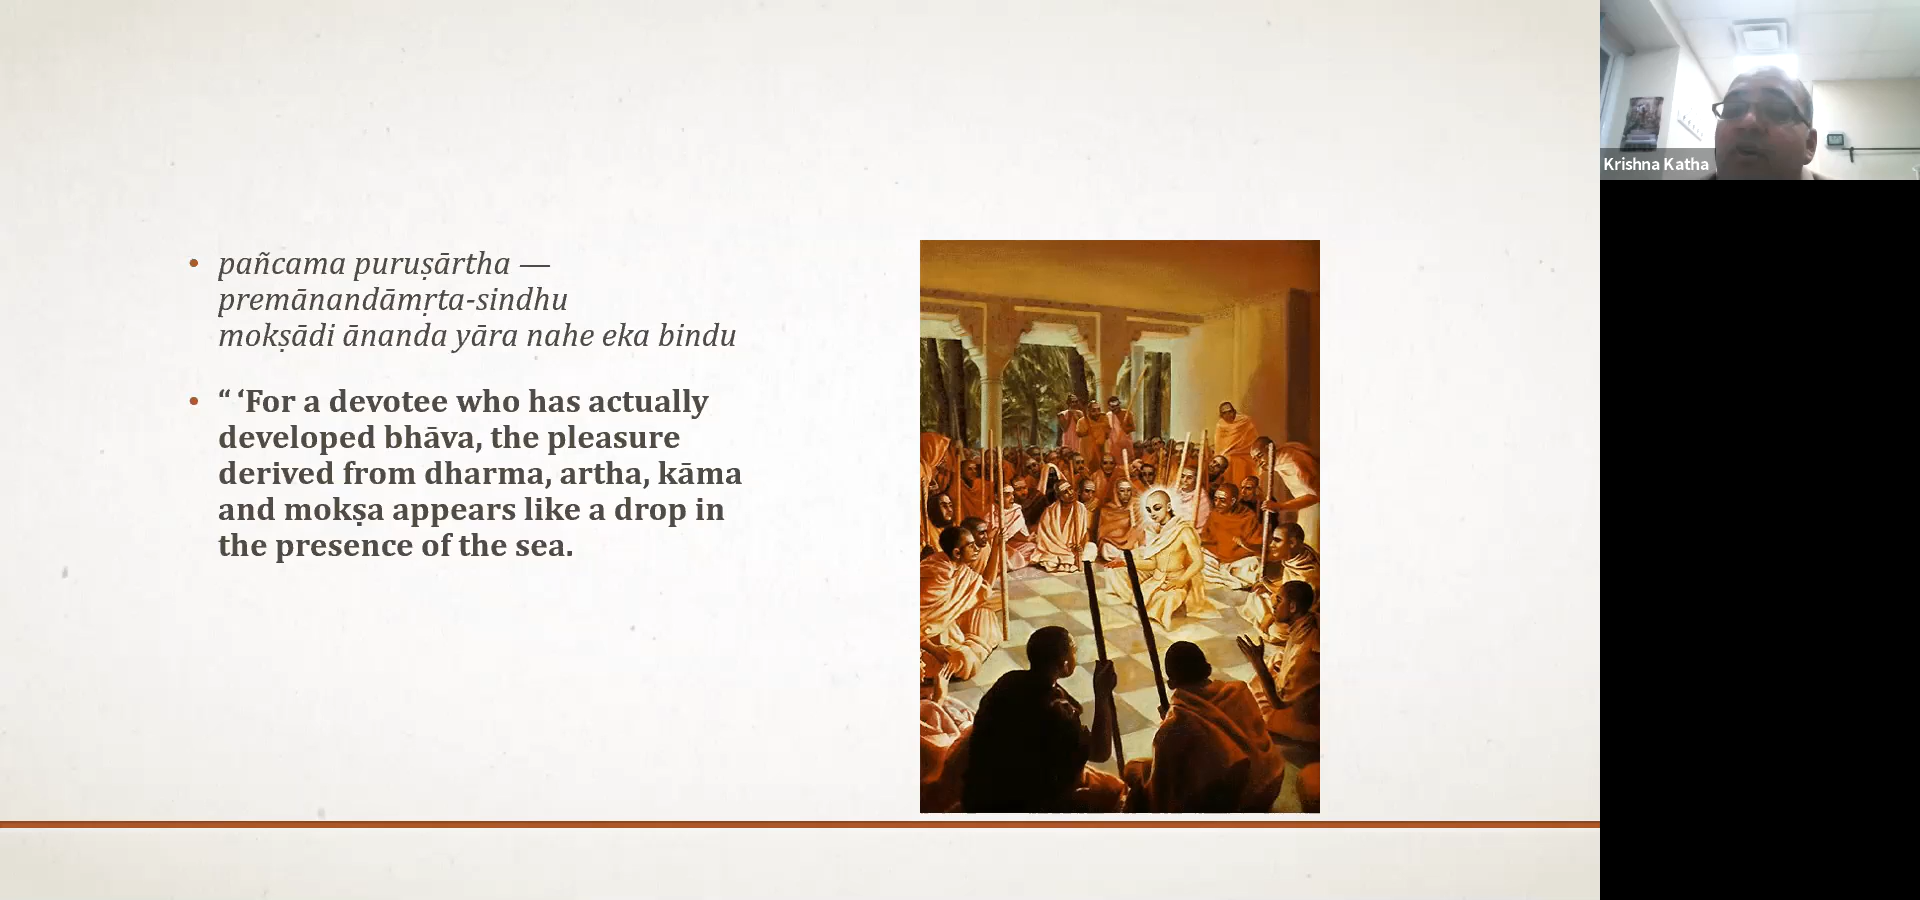 • pañcama puruṣārtha —
premānandāmṛta-sindhu
mokṣādi ānanda yāra nahe eka bindu
• “ ‘For a devotee who has actually
developed bhāva, the pleasure
derived from dharma, artha, kāma
and mokṣa appears like a drop in
the presence of the sea.
Krishna Katha